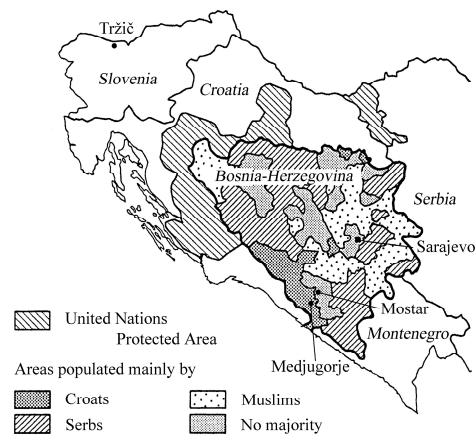 Tržič
Slovenia
Croatia
Bosnia-Herzegovina
Serbia
Sarajevo
Mostar
Montenegro
Medjugorje
United Nations
Protected Area
Areas populated mainly by
Croats
Muslims
Serbs
No majority